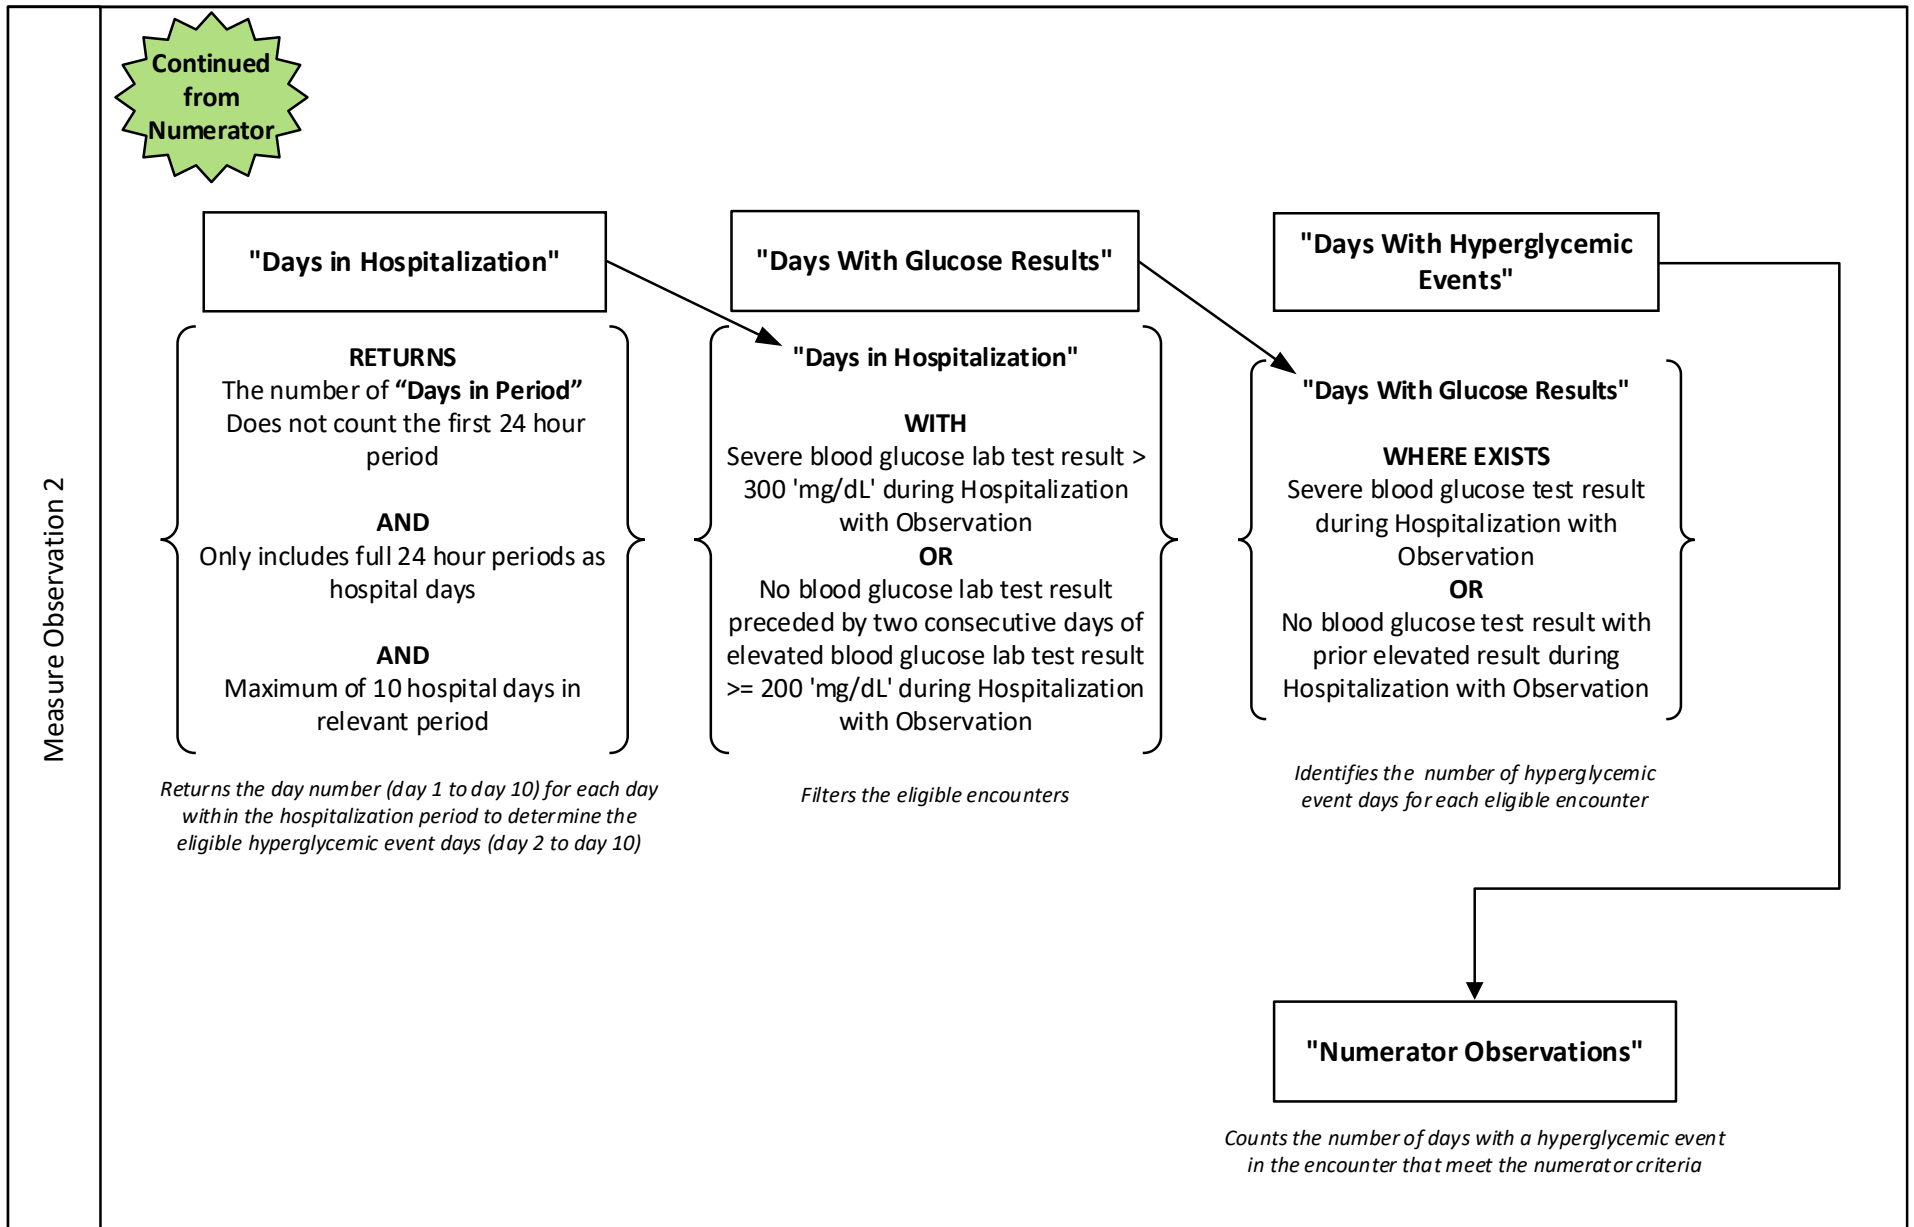 Measure Observation 2
Continued
from
Numerator
"Days in Hospitalization"
RETURNS
The number of “Days in Period”
Does not count the first 24 hour
period
AND
Only includes full 24 hour periods as
hospital days
AND
Maximum of 10 hospital days in
relevant period
Returns the day number (day 1 to day 10) for each day
within the hospitalization period to determine the
eligible hyperglycemic event days (day 2 to day 10)
"Days With Glucose Results"
"Days in Hospitalization"
WITH
Severe blood glucose lab test result >
300 'mg/dL' during Hospitalization
with Observation
OR
No blood glucose lab test result
preceded by two consecutive days of
elevated blood glucose lab test result
>= 200 'mg/dL' during Hospitalization
with Observation
Filters the eligible encounters
"Days With Hyperglycemic
Events"
"Days With Glucose Results"
WHERE EXISTS
Severe blood glucose test result
during Hospitalization with
Observation
OR
No blood glucose test result with
prior elevated result during
Hospitalization with Observation
Identifies the number of hyperglycemic
event days for each eligible encounter
"Numerator Observations"
Counts the number of days with a hyperglycemic event
in the encounter that meet the numerator criteria